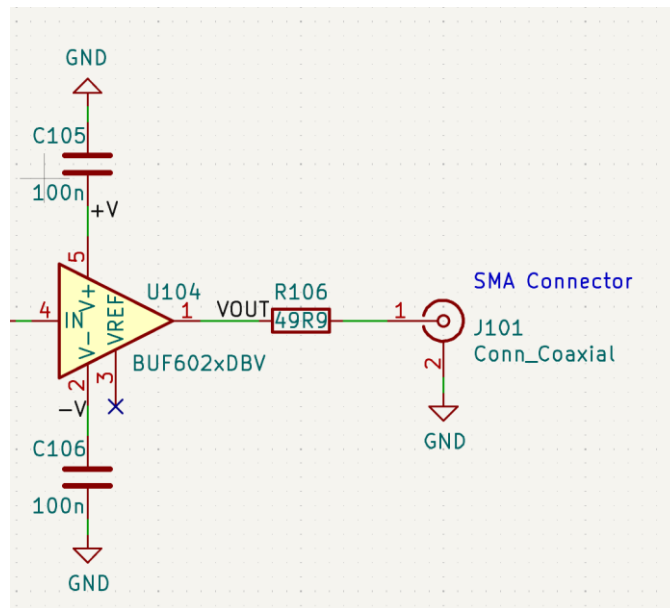 GND
C105
100n
+V
5
4
IN
V+
V-
VREF
U104
1
VOUT
R106
49R9
1
SMA Connector
J101
Conn_Coaxial
2
GND
BUF602xDBV
2
3
-V
C106
100n
GND